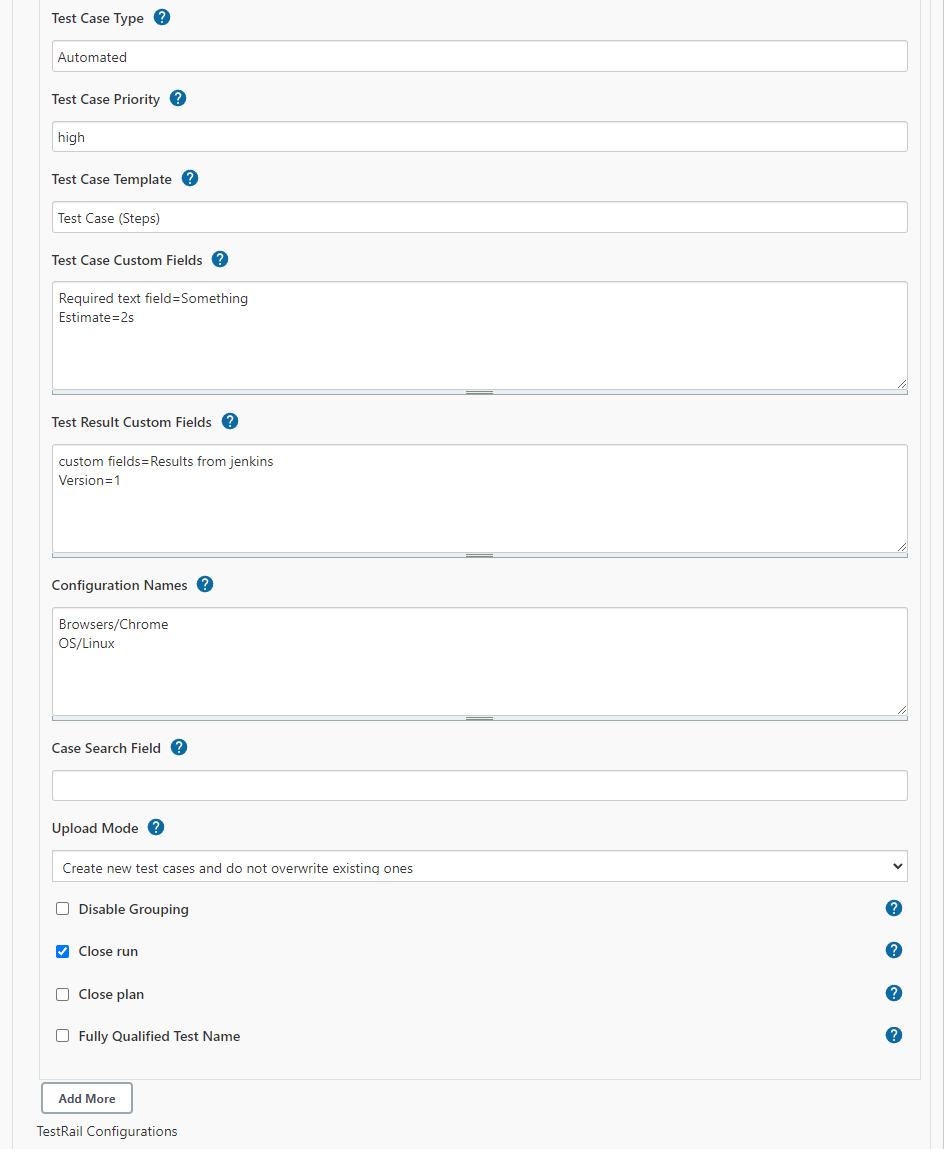 Test Case Type ?
Automated
Test Case Priority ?
high
Test Case Template ?
Test Case (Steps)
Test Case Custom Fields ?
Required text field=Something
Estimate=2s
Test Result Custom Fields ?
custom fields=Results from jenkins
Version=1
Configuration Names ?
Browsers/Chrome
OS/Linux
Case Search Field ?
Upload Mode ?
Create new test cases and do not overwrite existing ones
Disable Grouping ?
Close run ?
Close plan ?
Fully Qualified Test Name ?
Add More
TestRail Configurations